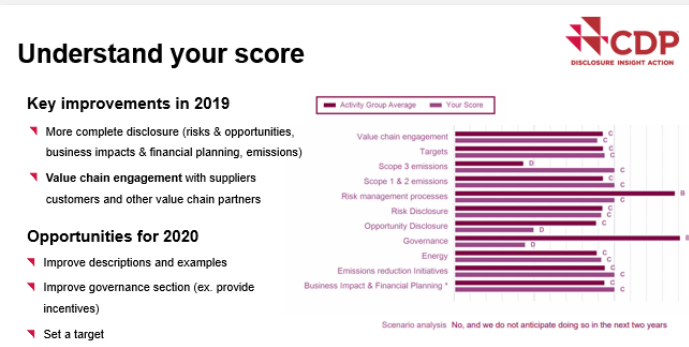 Understand your score
CDP
DISCLOSURE INSIGHT ACTION
Key improvements in 2019
More complete disclosure (risks & opportunities,
business impacts & financial planning, emissions)
Value chain engagement with suppliers
customers and other value chain partners
Opportunities for 2020
Improve descriptions and examples
Improve governance section (ex. provide
incentives)
Set a target
Activity Group Average Your Score
Value chain engagement C C
Targets C C
Scope 3 emissions D C
Scope 1 & 2 emissions C C
Risk management processes B C
Risk Disclosure C C
Opportunity Disclosure C D
Governance B D
Energy C C
Emissions reduction Initiatives C C
Business Impact & Financial Planning * C C
Scenario analysis No, and we do not anticipate doing so in the next two years